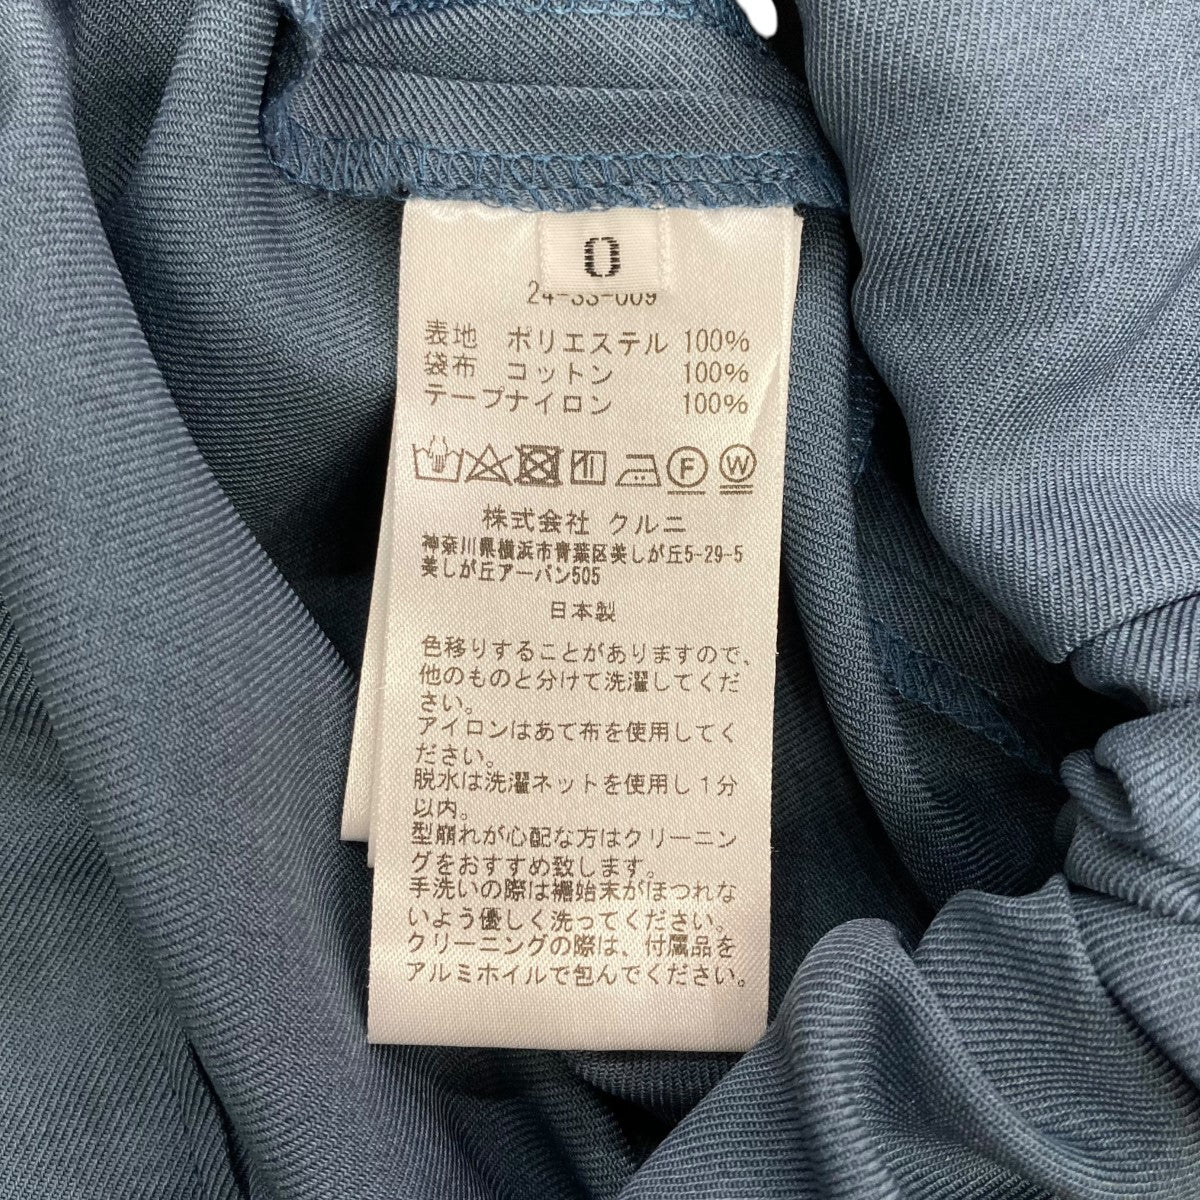 0
24-33-009
表地 ポリエステル 100%
袋布 コットン 100%
テープナイロン 100%
F W
株式会社 クルニ
神奈川県横浜市青葉区美しが丘5-29-5
美しが丘アーバン505
日本製
色移りすることがありますので、
他のものと分けて洗濯してくだ
さい。
アイロンはあて布を使用してく
ださい。
脱水は洗濯ネットを使用し1分
以内。
型崩れが心配な方はクリーニン
グをおすすめ致します。
手洗いの際は裾始末がほつれな
いよう優しく洗ってください。
クリーニングの際は、付属品を
アルミホイルで包んでください。